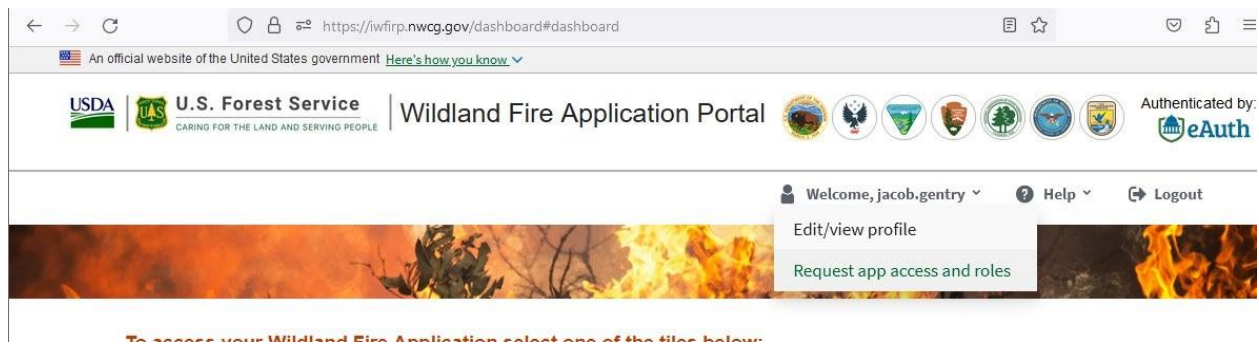 https://iwfirp.nwcg.gov/dashboard#dashboard
An official website of the United States government Here's how you know
USDA U.S. Forest Service
CARING FOR THE LAND AND SERVING PEOPLE
Wildland Fire Application Portal
Authenticated by:
eAuth
Welcome, jacob.gentry Help Logout
Edit/view profile
Request app access and roles
To access your Wildland Fire Application select one of the tiles below: